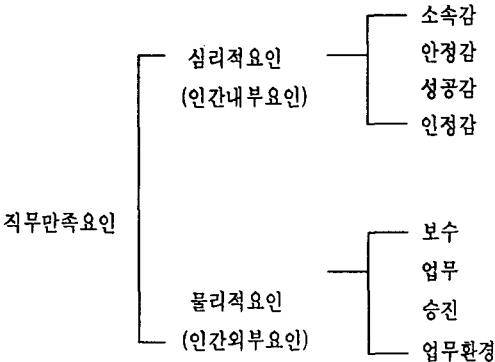 소속감
심리적요인
안정감
(인간내부요인)
성공감
인정감
직무만족요인
보수
업무
물리적요인
승진
(인간외부요인)
업무환경